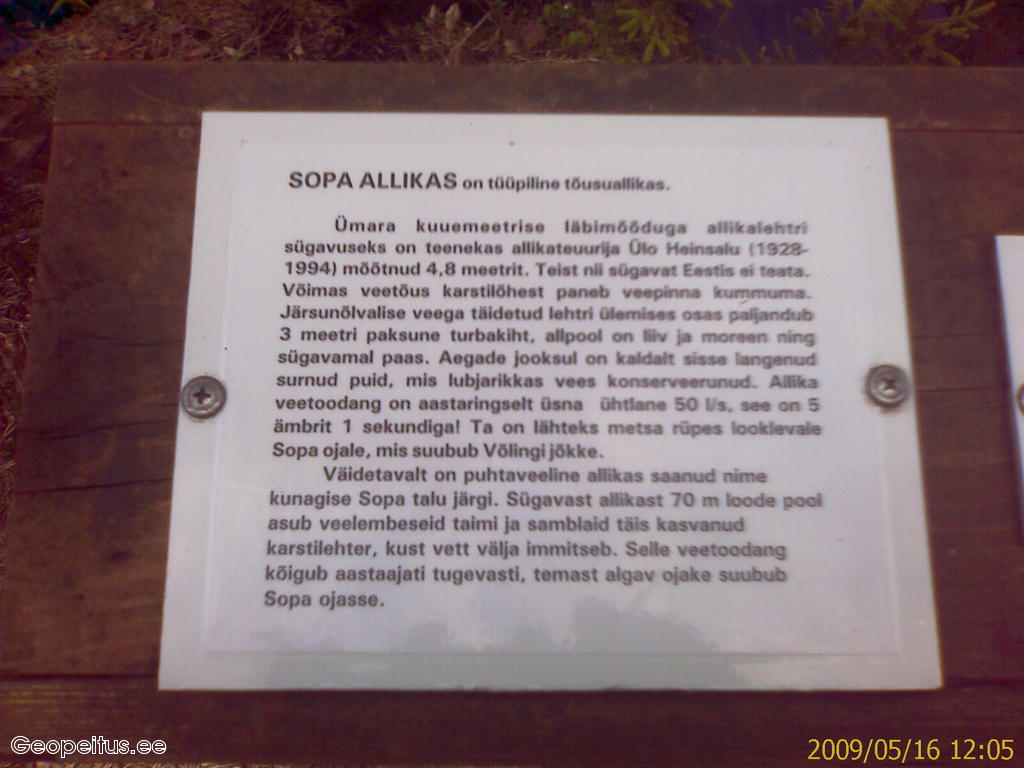 SOPA ALLIKAS on tüüpiline tõusuallikas.
Ümara kuuemeetrise läbimõõduga allikalehtri
sügavuseks on teenekas allikateuurija Ülo Heinsalu (1928-
1994) mõõtnud 4,8 meetrit. Teist nii sügavat Eestis ei teata.
Võimas veetõus karstilõhest paneb veepinna kummuma.
Järsunõlvalise veega täidetud lehtri ülemises osas paljandub
3 meetri paksune turbakiht, allpool on liiv ja moreen ning
sügavamal paas. Aegade jooksul on kaldalt sisse langenud
surnud puid, mis lubjarikkas vees konserveerunud. Allika
veetoodang on aastaringselt üsna ühtlane 50 l/s, see on 5
ämbrit 1 sekundiga! Ta on lähteks metsa rüpes looklevale
Sopa ojale, mis suubub Võlingi jõkke.
Väidetavalt on puhtaveeline allikas saanud nime
kunagise Sopa talu järgi. Sügavast allikast 70 m loode pool
asub veelembeseid taimi ja samblaid täis kasvanud
karstilehter, kust vett välja immitseb. Selle veetoodang
kõigub aastaajati tugevasti, temast algav ojake suubub
Sopa ojasse.
Geopeitus.ee
2009/05/16 12:05